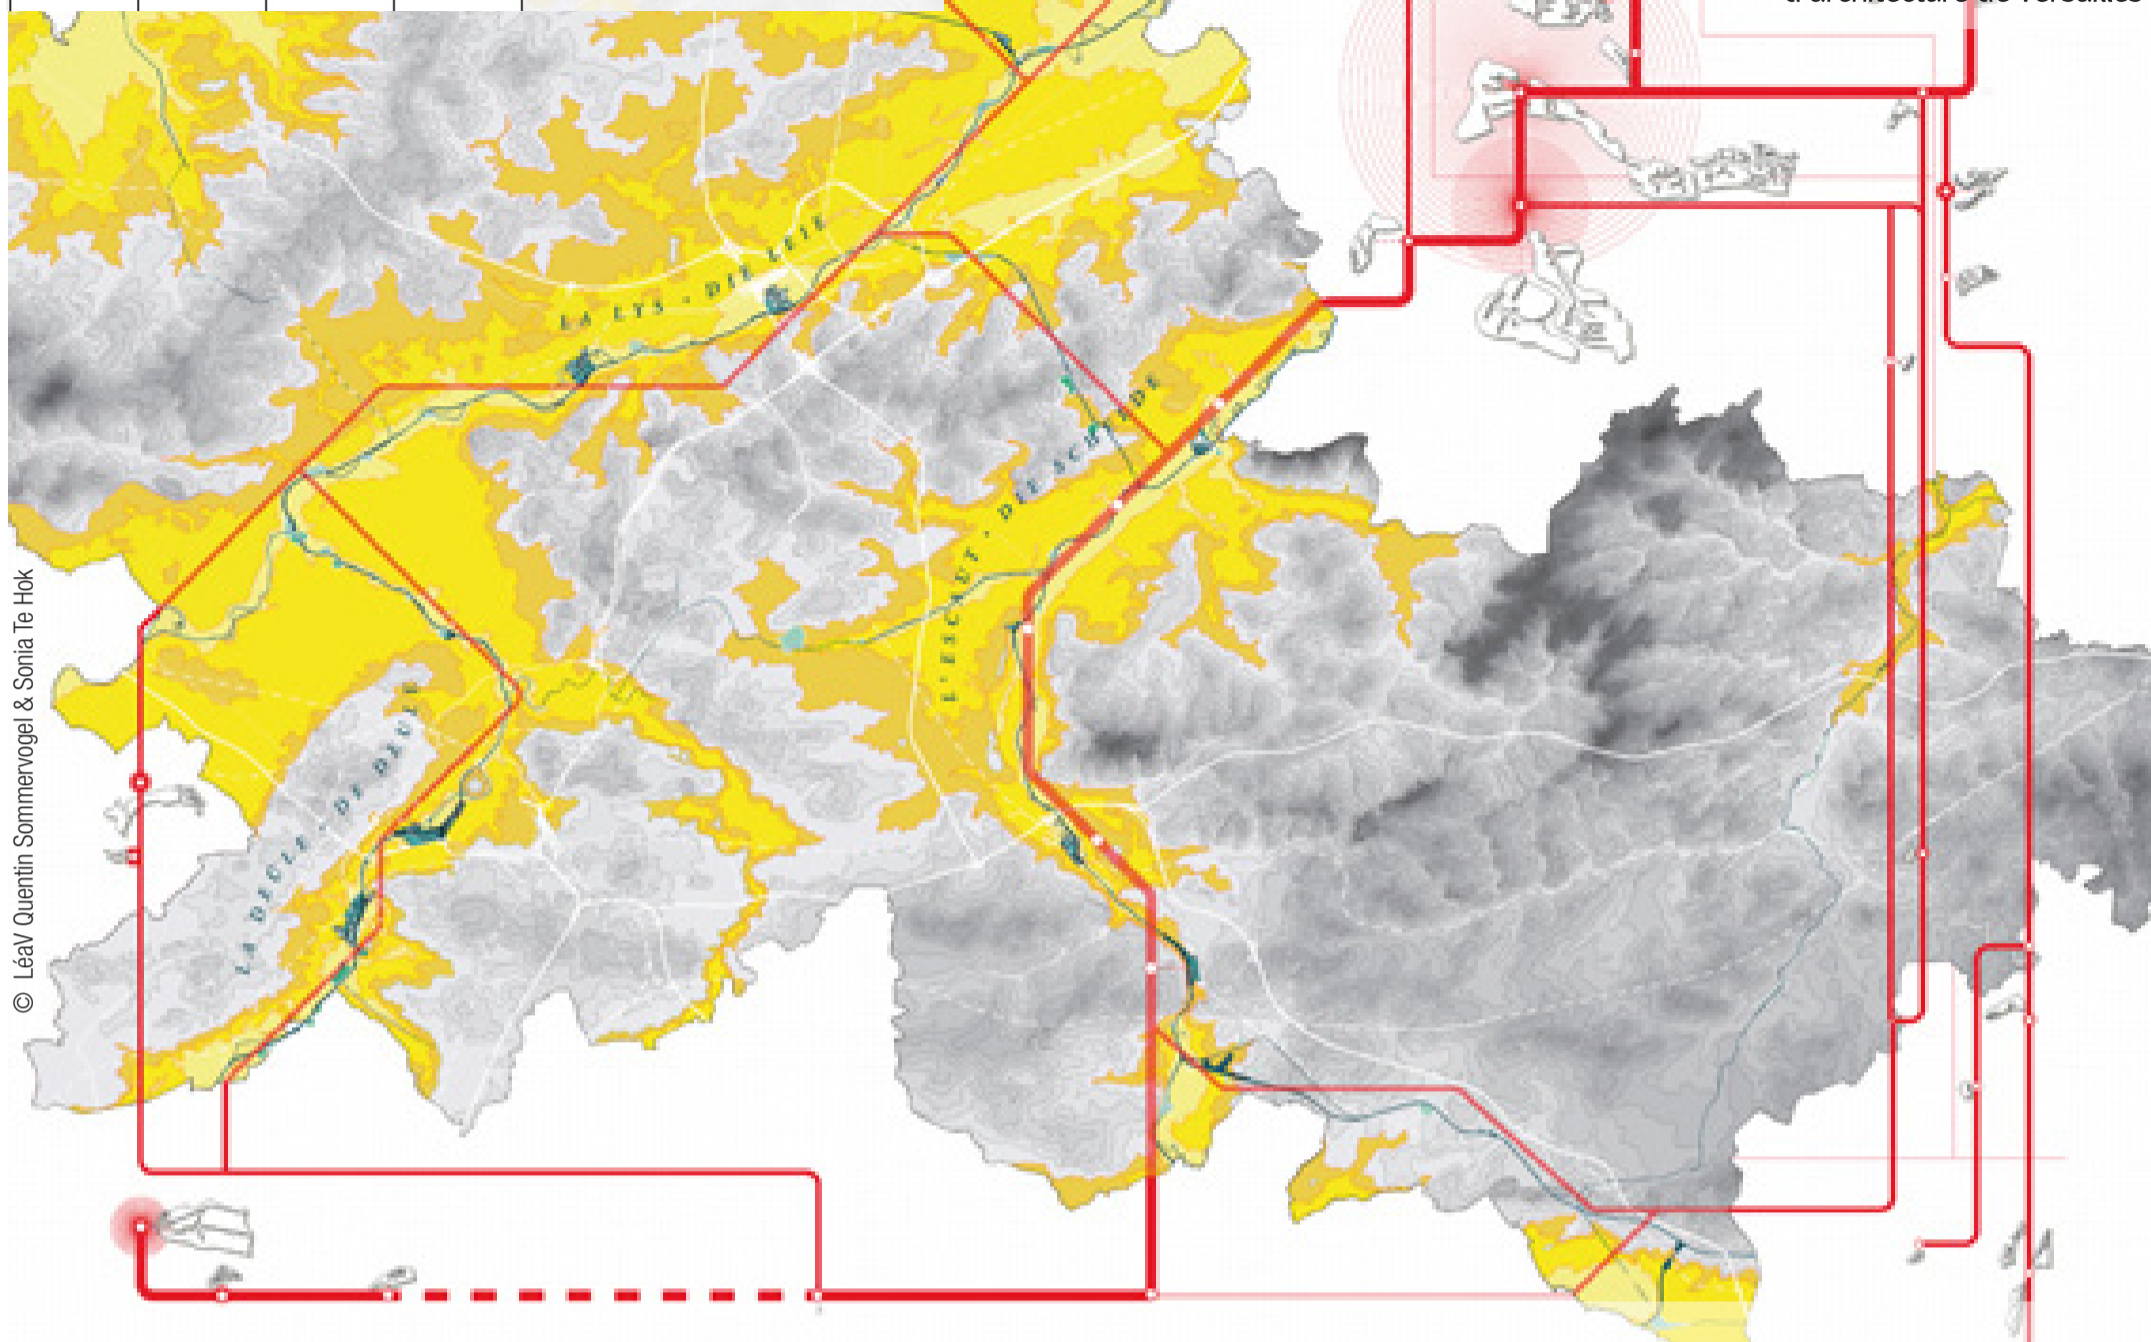 d'architecture de Versailles
LA LYS - DIE LEIE
L'ESCAUT - DIE SCHELDE
LA DEULE - DE DEULE
© LéaV Quentin Sommervogel & Sonia Te Hok